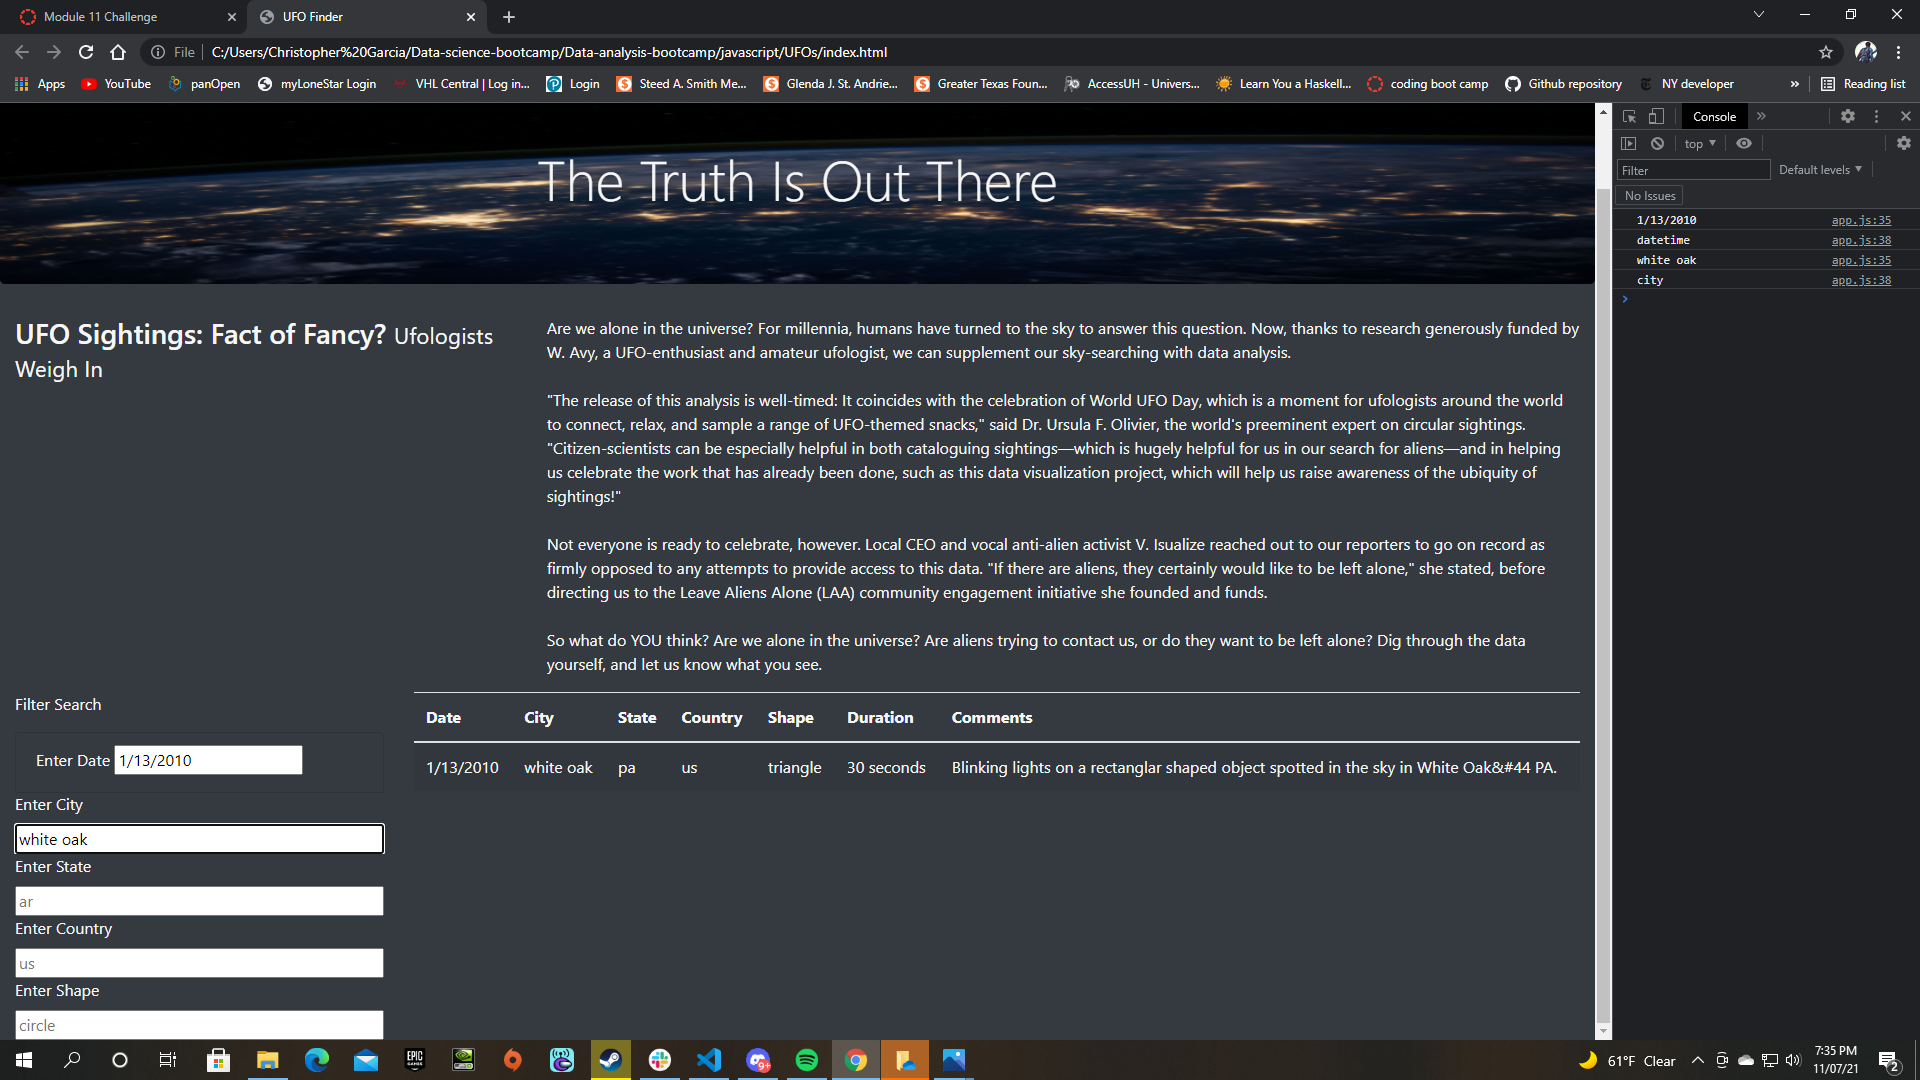 Module 11 Challenge
UFO Finder
File
C:/Users/Christopher%20Garcia/Data-science-bootcamp/Data-analysis-bootcamp/javascript/UFOs/index.html
Apps
YouTube
panOpen
myLoneStar Login
VHL Central | Log in...
Login
Steed A. Smith Me...
Glenda J. St. Andrie...
Greater Texas Foun...
AccessUH - Univers...
Learn You a Haskell...
coding boot camp
Github repository
NY developer
»
Reading list
The Truth Is Out There
UFO Sightings: Fact of Fancy? Ufologists
Weigh In
Are we alone in the universe? For millennia, humans have turned to the sky to answer this question. Now, thanks to research generously funded by
W. Avy, a UFO-enthusiast and amateur ufologist, we can supplement our sky-searching with data analysis.
"The release of this analysis is well-timed: It coincides with the celebration of World UFO Day, which is a moment for ufologists around the world
to connect, relax, and sample a range of UFO-themed snacks," said Dr. Ursula F. Olivier, the world's preeminent expert on circular sightings.
"Citizen-scientists can be especially helpful in both cataloguing sightings—which is hugely helpful for us in our search for aliens—and in helping
us celebrate the work that has already been done, such as this data visualization project, which will help us raise awareness of the ubiquity of
sightings!"
Not everyone is ready to celebrate, however. Local CEO and vocal anti-alien activist V. Isualize reached out to our reporters to go on record as
firmly opposed to any attempts to provide access to this data. "If there are aliens, they certainly would like to be left alone," she stated, before
directing us to the Leave Aliens Alone (LAA) community engagement initiative she founded and funds.
So what do YOU think? Are we alone in the universe? Are aliens trying to contact us, or do they want to be left alone? Dig through the data
yourself, and let us know what you see.
Filter Search
Enter Date 1/13/2010
Enter City
white oak
Enter State
ar
Enter Country
us
Enter Shape
circle
Date City State Country Shape Duration Comments
1/13/2010 white oak pa us triangle 30 seconds Blinking lights on a rectanglar shaped object spotted in the sky in White Oak&#44 PA.
Console
»
top
Filter
Default levels
No Issues
1/13/2010 app.js:35
datetime app.js:38
white oak app.js:35
city app.js:38
EPIC
GAMES
9+
61°F Clear
7:35 PM
11/07/21
2